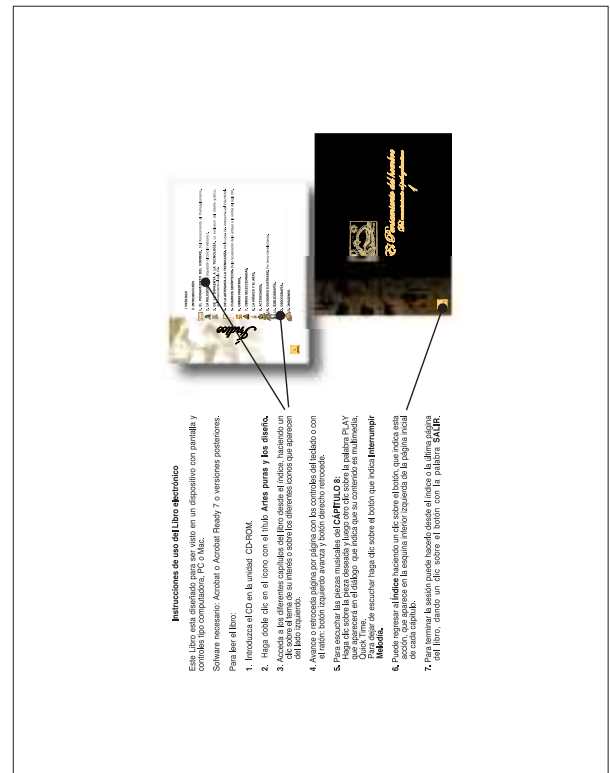 Instrucciones de uso del Libro electrónico
Este Libro esta diseñado para ser visto en un dispositivo con pantalla y
controles tipo computadora, PC o Mac.
Sofware necesario: Acrobat o Acrobat Ready 7 o versiones posteriores.
Para leer el libro:
1. Introduzca el CD en la unidad CD-ROM.
2. Haga doble clic en el icono con el título Artes puras y los diseño.
3. Acceda a los diferentes capítulos del libro desde el índice, haciendo un
clic sobre el tema de su interés o sobre los diferentes iconos que aparecen
del lado izquierdo.
4. Avance o retroceda página por página con los controles del teclado o con
el ratón: botón izquierdo avanza y botón derecho retrocede.
5. Para escuchar las piezas musicales del CÁPITULO 8:
Haga clic sobre la pieza deseada y luego otro clic sobre la palabra PLAY
que aparecerá en el diálogo que indica que su contenido es multimedia,
Quick Time.
Para dejar de escuchar haga clic sobre el botón que indica Interrumpir
Melodía.
6. Puede regresar al Índice haciendo un clic sobre el botón, que indica esta
acción, que aparece en la esquina inferior izquierda de la página inicial
de cada cápitulo.
7. Para terminar la sesión puede hacerlo desde el índice o la última página
del libro, dando un clic sobre el botón con la palabra SALIR.
Índice
El Pensamiento del hombre